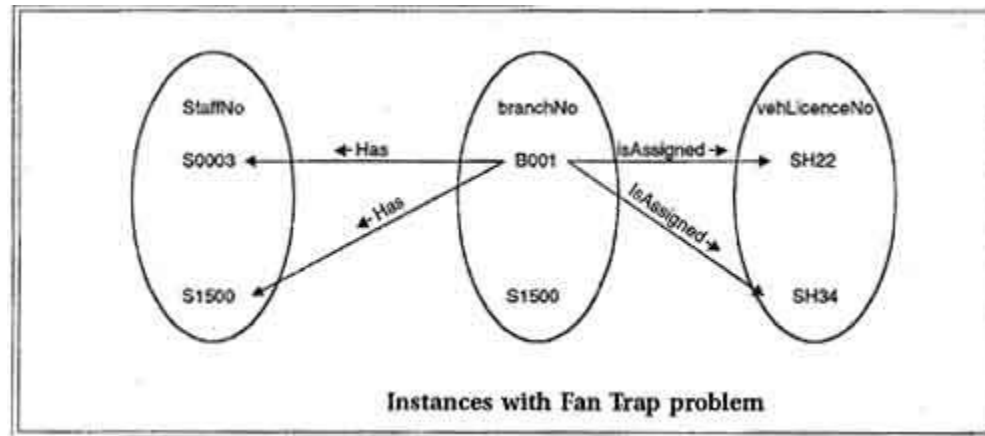 StaffNo branchNo vehLicenceNo
Has IsAssigned
S0003 B001 SH22
Has IsAssigned
S1500 S1500 SH34
Instances with Fan Trap problem